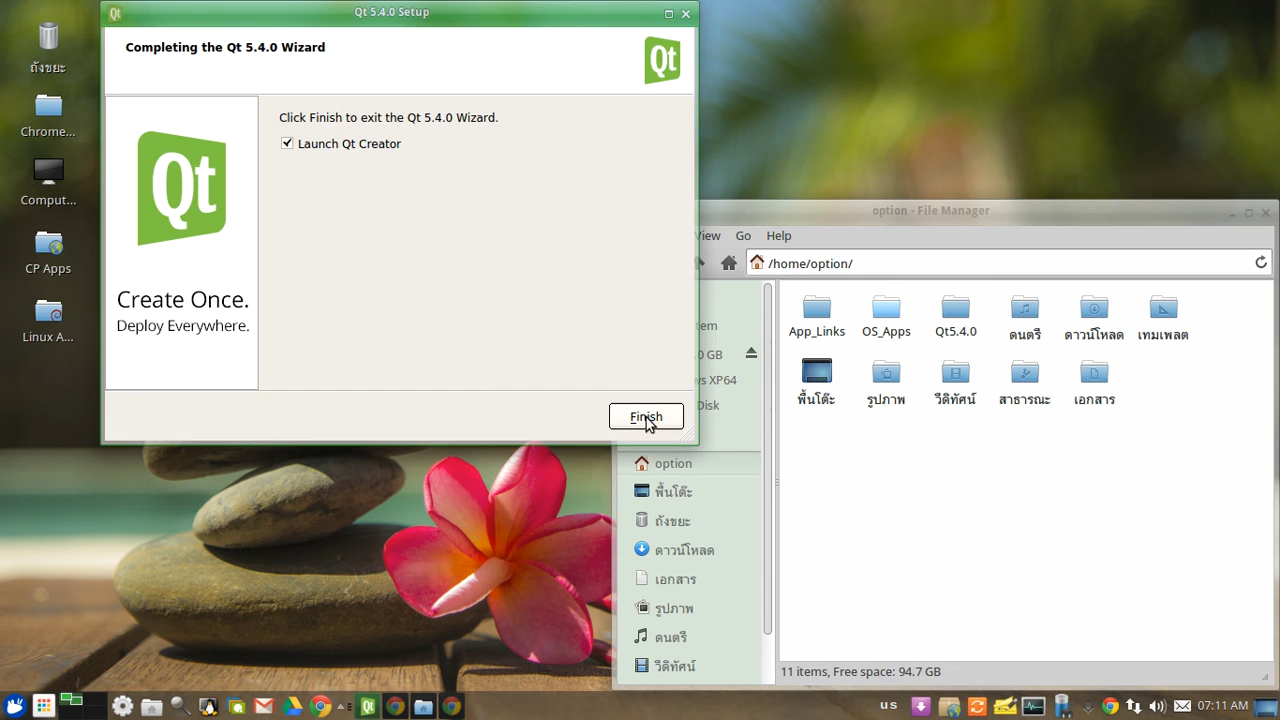 ถังขยะ
Chrome...
Comput...
CP Apps
Linux A...
Qt 5.4.0 Setup
Completing the Qt 5.4.0 Wizard
Qt
Qt
Create Once.
Deploy Everywhere.
Click Finish to exit the Qt 5.4.0 Wizard.
Launch Qt Creator
Finish
option - File Manager
View Go Help
/home/option/
tem
.0 GB
ws XP64
Disk
option
พื้นโต๊ะ
ถังขยะ
ดาวน์โหลด
เอกสาร
รูปภาพ
ดนตรี
วีดิทัศน์
App_Links OS_Apps Qt5.4.0 ดนตรี ดาวน์โหลด เทมเพลต
พื้นโต๊ะ รูปภาพ วีดิทัศน์ สาธารณะ เอกสาร
11 items, Free space: 94.7 GB
us
07:11 AM